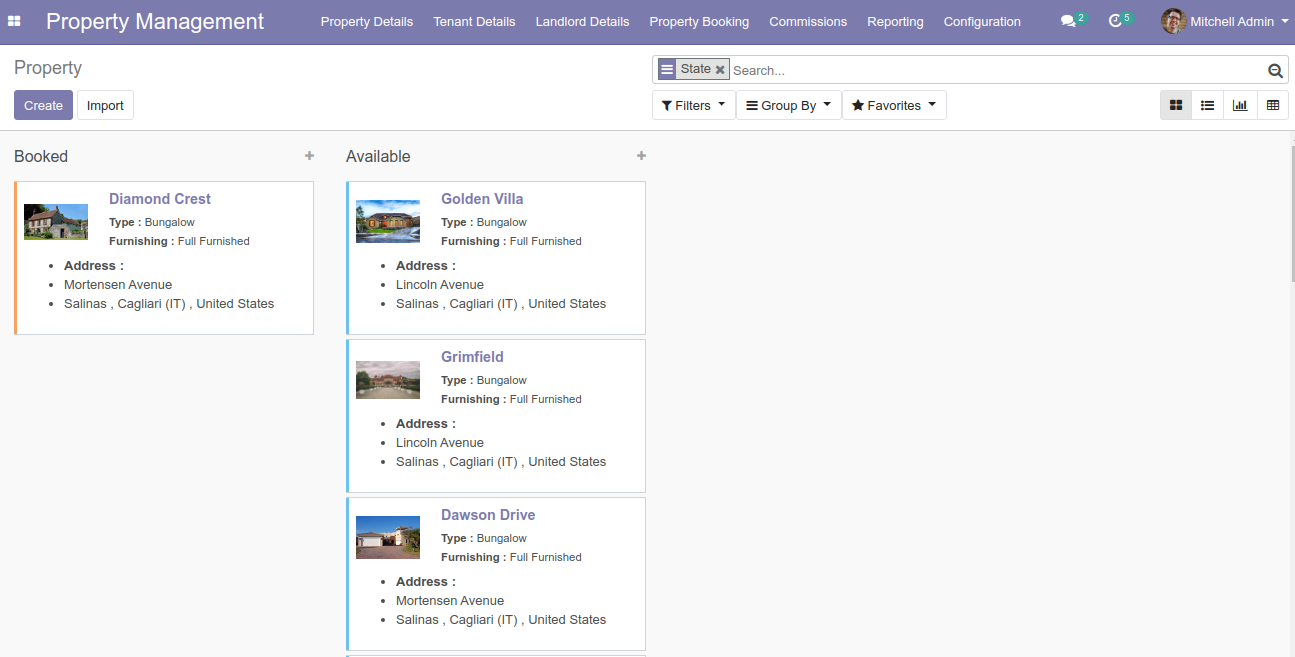 Property Management Property Details Tenant Details Landlord Details Property Booking Commissions Reporting Configuration 2 5 Mitchell Admin
Property
State Search...
Create Import
Filters Group By Favorites
Booked
Diamond Crest
Type : Bungalow
Furnishing : Full Furnished
Address :
Mortensen Avenue
Salinas , Cagliari (IT) , United States
Available
Golden Villa
Type : Bungalow
Furnishing : Full Furnished
Address :
Lincoln Avenue
Salinas , Cagliari (IT) , United States
Grimfield
Type : Bungalow
Furnishing : Full Furnished
Address :
Lincoln Avenue
Salinas , Cagliari (IT) , United States
Dawson Drive
Type : Bungalow
Furnishing : Full Furnished
Address :
Mortensen Avenue
Salinas , Cagliari (IT) , United States